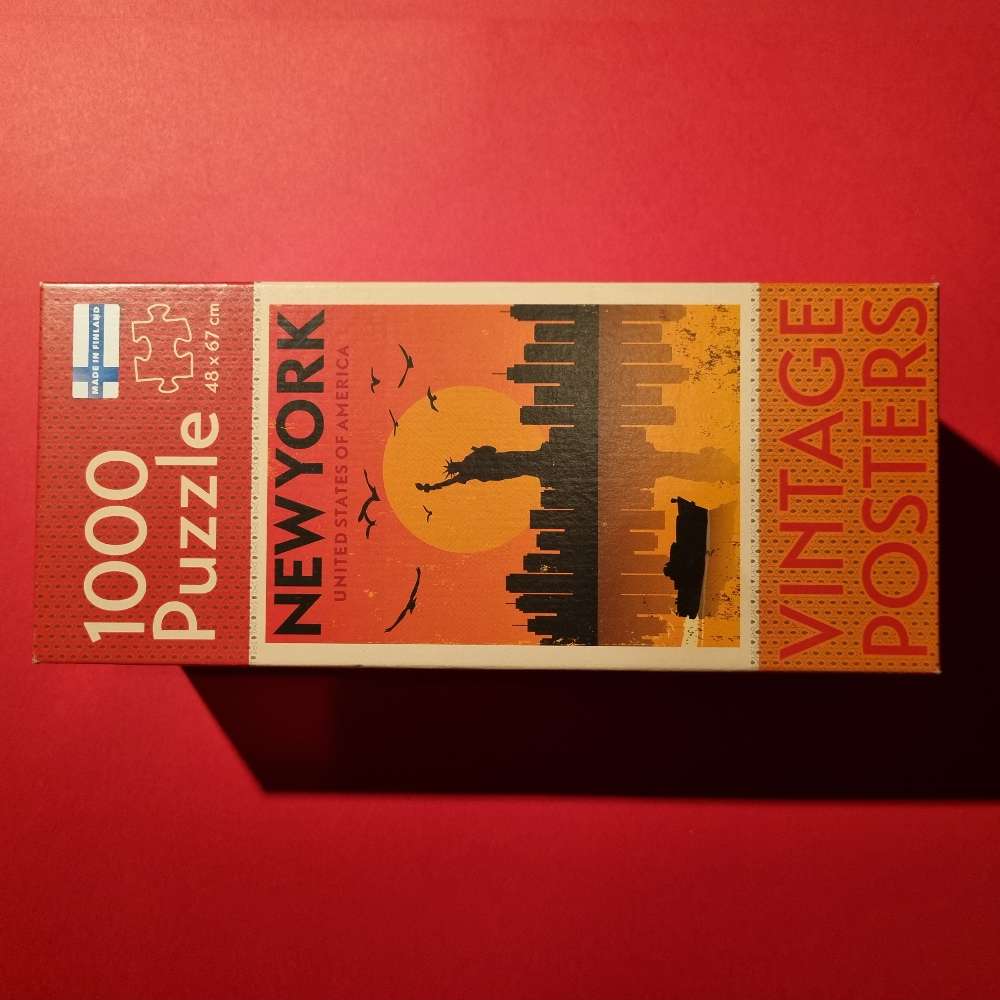 MADE IN FINLAND
1000
Puzzle
48 x 67 cm
NEW YORK
UNITED STATES OF AMERICA
VINTAGE
POSTERS